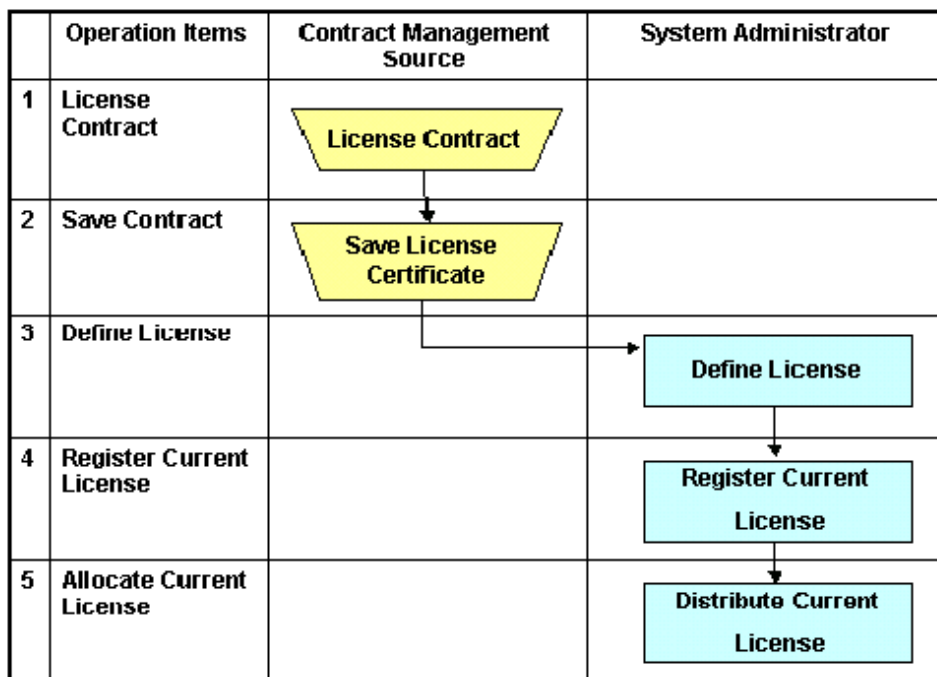 Operation Items
Contract Management
Source
System Administrator
1
License
Contract
License Contract
2
Save Contract
Save License
Certificate
3
Define License
Define License
4
Register Current
License
Register Current
License
5
Allocate Current
License
Distribute Current
License